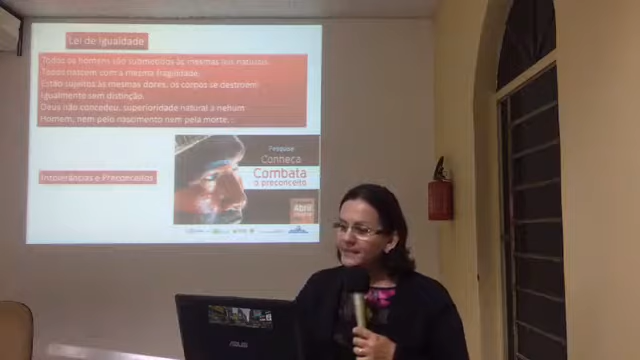 Lei de Igualdade
Todos os homens são submetidos às mesmas leis naturais.
Todos nascem com a mesma fragilidade,
Estão sujeitos às mesmas dores, os corpos se destroem
Igualmente sem distinção.
Deus não concedeu, superioridade natural a nenhum
Homem, nem pelo nascimento nem pela morte.
Pesquise
Conheça
Combata
o preconceito
Abril
Intolerâncias e Preconceitos
ASUS